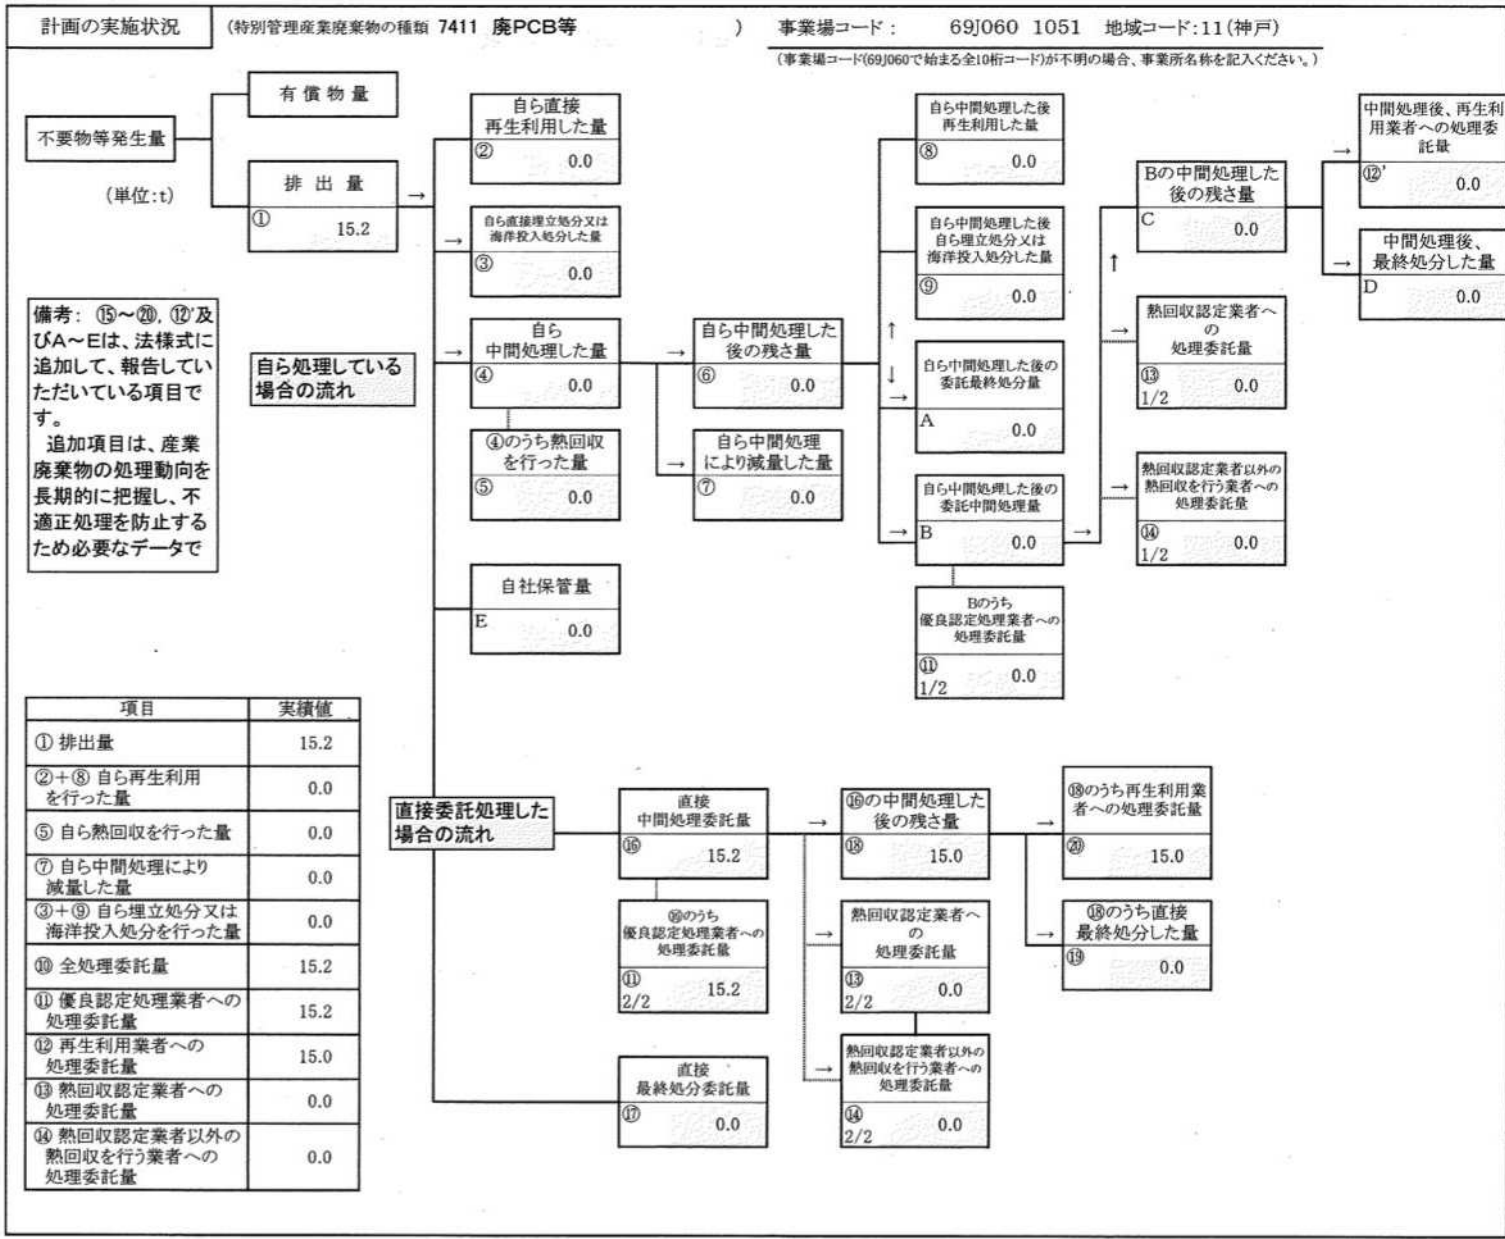 計画の実施状況
(特別管理産業廃棄物の種類 7411 廃PCB等 )
事業場コード: 69J060 1051 地域コード:11(神戸)
(事業場コード(69J060で始まる全10桁コード)が不明の場合、事業所名称を記入ください。)
不要物等発生量
(単位:t)
有償物量
排出量
①
15.2
→
自ら直接
再生利用した量
②
0.0
→
自ら直接埋立処分又は
海洋投入処分した量
③
0.0
→
自ら
中間処理した量
④
0.0
④のうち熱回収
を行った量
⑤
0.0
自社保管量
E
0.0
→
自ら中間処理した
後の残さ量
⑥
0.0
→
自ら中間処理
により減量した量
⑦
0.0
自ら中間処理した後
再生利用した量
⑧
0.0
自ら中間処理した後
自ら埋立処分又は
海洋投入処分した量
⑨
0.0
↑
↓
→
自ら中間処理した後の
委託最終処分量
A
0.0
→
自ら中間処理した後の
委託中間処理量
B
0.0
→
Bのうち
優良認定処理業者への
処理委託量
⑪
1/2
0.0
↑
Bの中間処理した
後の残さ量
C
0.0
→
熱回収認定業者へ
の
処理委託量
⑬
1/2
0.0
→
熱回収認定業者以外の
熱回収を行う業者への
処理委託量
⑭
1/2
0.0
→
中間処理後、再生利
用業者への処理委
託量
⑫'
0.0
→
中間処理後、
最終処分した量
D
0.0
備考: ⑮～⑳, ⑫'及
びA～Eは、法様式に
追加して、報告してい
ただいている項目で
す。
追加項目は、産業
廃棄物の処理動向を
長期的に把握し、不
適正処理を防止する
ため必要なデータで
自ら処理している
場合の流れ
項目 実績値
① 排出量 15.2
②+⑧ 自ら再生利用
を行った量 0.0
⑤ 自ら熱回収を行った量 0.0
⑦ 自ら中間処理により
減量した量 0.0
③+⑨ 自ら埋立処分又は
海洋投入処分を行った量 0.0
⑩ 全処理委託量 15.2
⑪ 優良認定処理業者への
処理委託量 15.2
⑫ 再生利用業者への
処理委託量 15.0
⑬ 熱回収認定業者への
処理委託量 0.0
⑭ 熱回収認定業者以外の
熱回収を行う業者への
処理委託量 0.0
直接委託処理した
場合の流れ
直接
中間処理委託量
⑯
15.2
⑯のうち
優良認定処理業者への
処理委託量
⑪
2/2
15.2
直接
最終処分委託量
⑰
0.0
→
⑯の中間処理した
後の残さ量
⑱
15.0
→
熱回収認定業者へ
の
処理委託量
⑬
2/2
0.0
→
熱回収認定業者以外の
熱回収を行う業者への
処理委託量
⑭
2/2
0.0
→
⑱のうち再生利用業
者への処理委託量
⑳
15.0
→
⑱のうち直接
最終処分した量
⑲
0.0